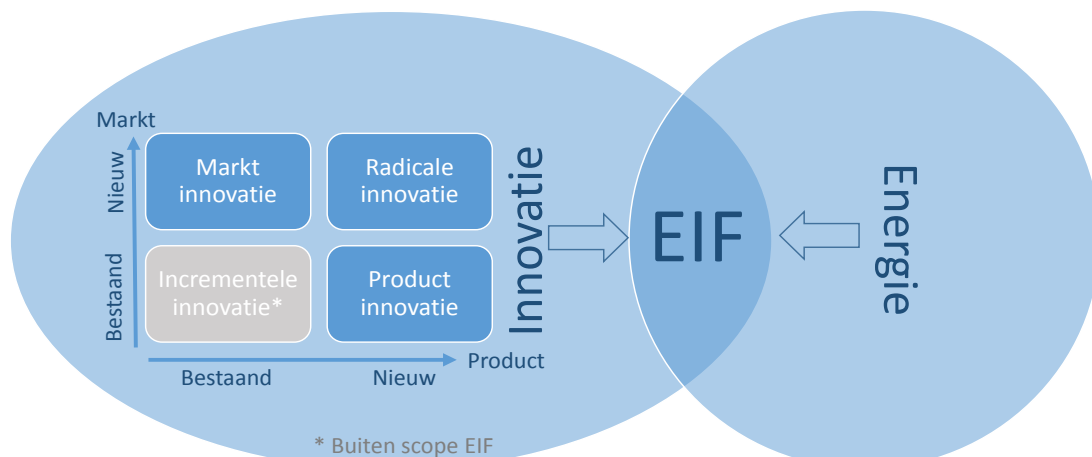 Markt
Nieuw
Bestaand
Markt
innovatie
Radicale
innovatie
Incrementele
innovatie*
Product
innovatie
Bestaand
Nieuw
Product
* Buiten scope EIF
Innovatie
EIF
Energie